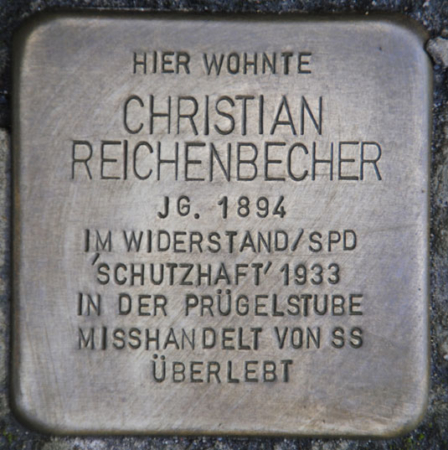 HIER WOHNTE
CHRISTIAN
REICHENBECHER
JG. 1894
IM WIDERSTAND/SPD
'SCHUTZHAFT' 1933
IN DER PRÜGELSTUBE
MISSHANDELT VON SS
ÜBERLEBT